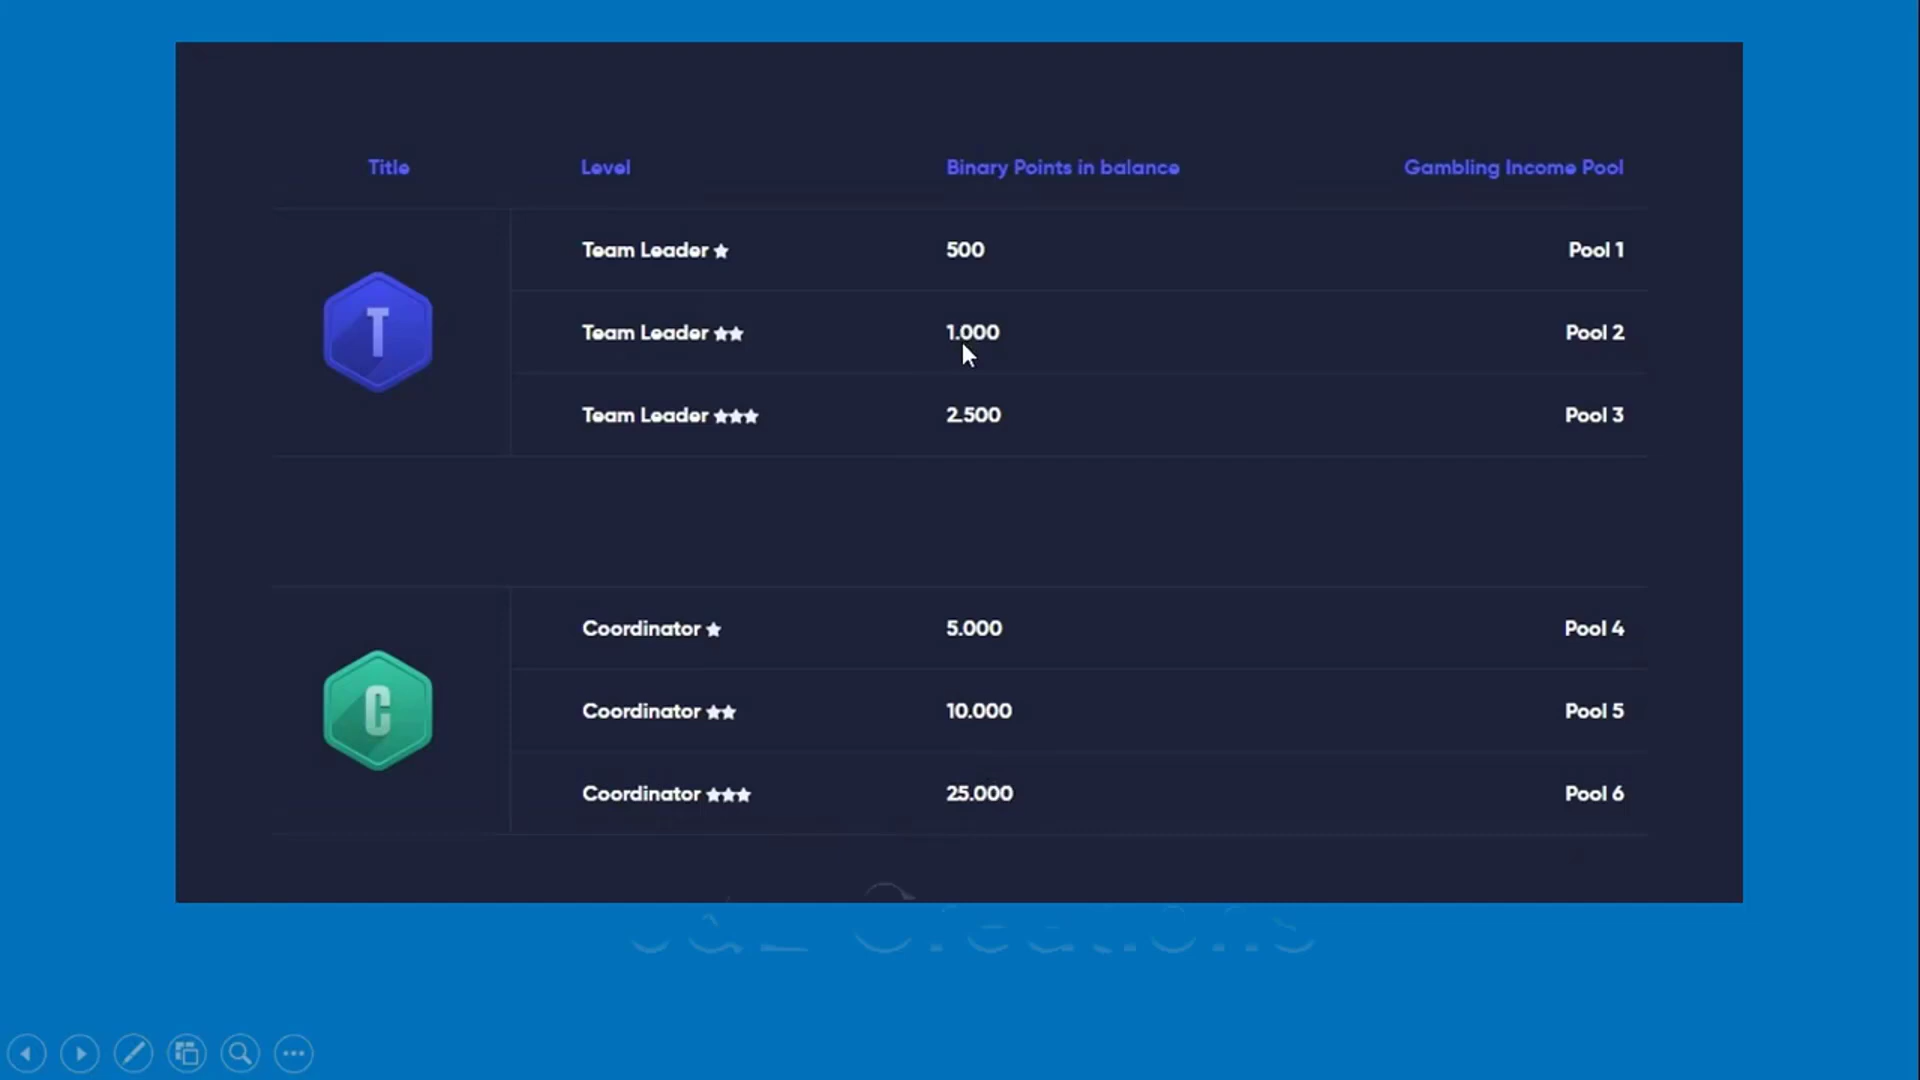 Title Level Binary Points in balance Gambling Income Pool
Team Leader ★ 500 Pool 1
T
Team Leader ★★ 1.000 Pool 2
Team Leader ★★★ 2.500 Pool 3
Coordinator ★ 5.000 Pool 4
C
Coordinator ★★ 10.000 Pool 5
Coordinator ★★★ 25.000 Pool 6
Creations